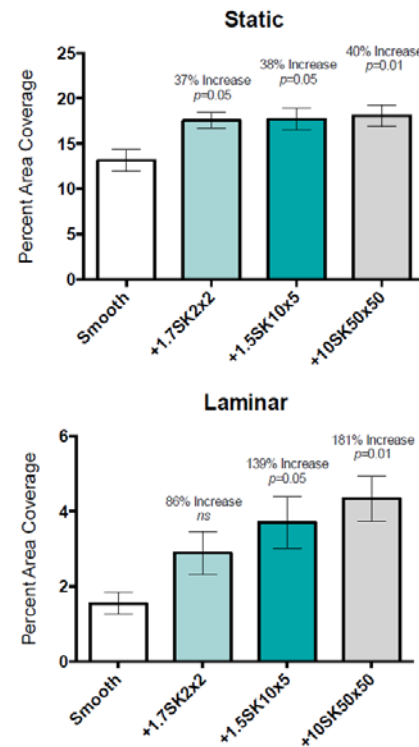 Static
25
20
15
10
5
0
Percent Area Coverage
37% Increase
p=0.05
38% Increase
p=0.05
40% Increase
p=0.01
Smooth
+1.7SK2x2
+1.5SK10x5
+10SK50x50
Laminar
6
4
2
0
Percent Area Coverage
86% Increase
ns
139% Increase
p=0.05
181% Increase
p=0.01
Smooth
+1.7SK2x2
+1.5SK10x5
+10SK50x50